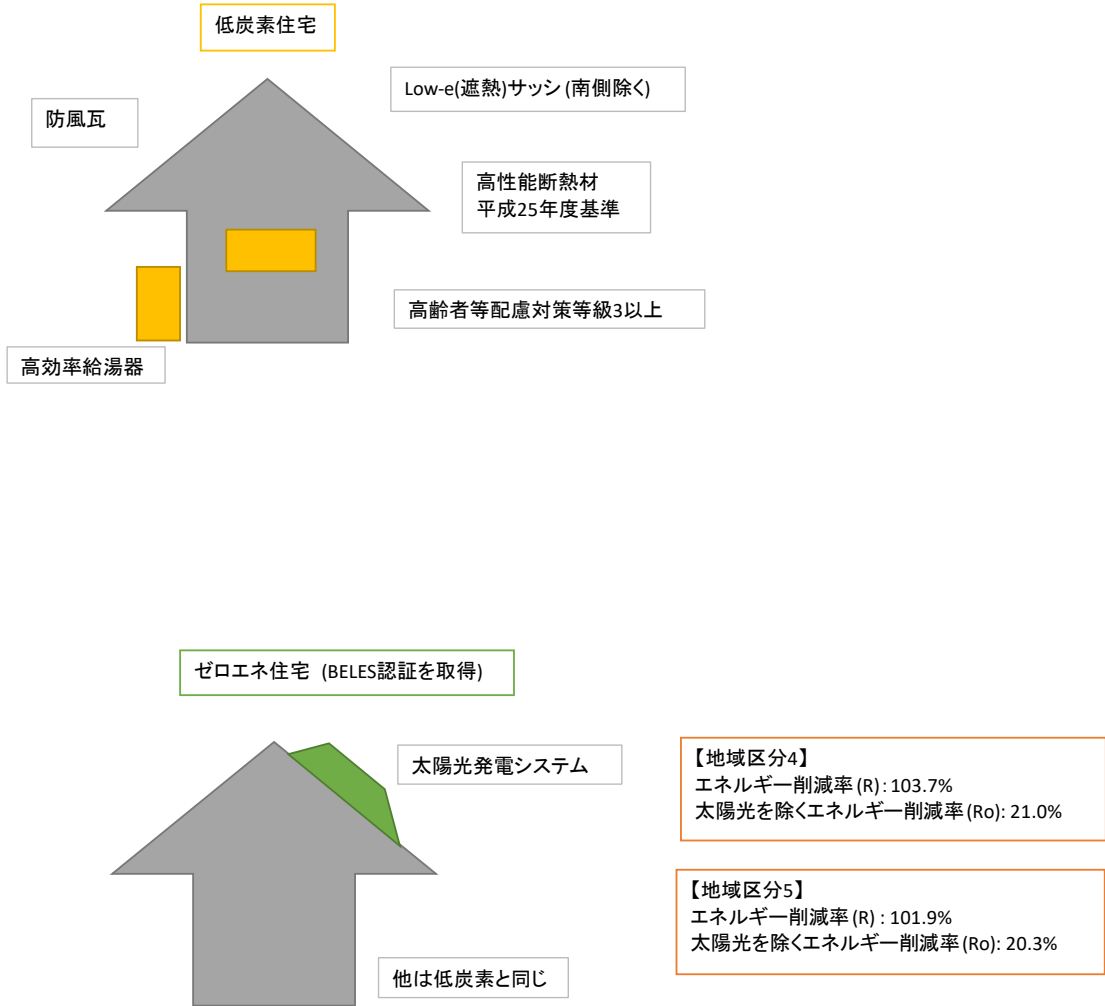 低炭素住宅
Low-e(遮熱)サッシ (南側除く)
防風瓦
高性能断熱材
平成25年度基準
高齢者等配慮対策等級3以上
高効率給湯器
ゼロエネ住宅 (BELES認証を取得)
太陽光発電システム
【地域区分4】
エネルギー削減率 (R) : 103.7%
太陽光を除くエネルギー削減率 (Ro): 21.0%
【地域区分5】
エネルギー削減率 (R) : 101.9%
太陽光を除くエネルギー削減率 (Ro): 20.3%
他は低炭素と同じ